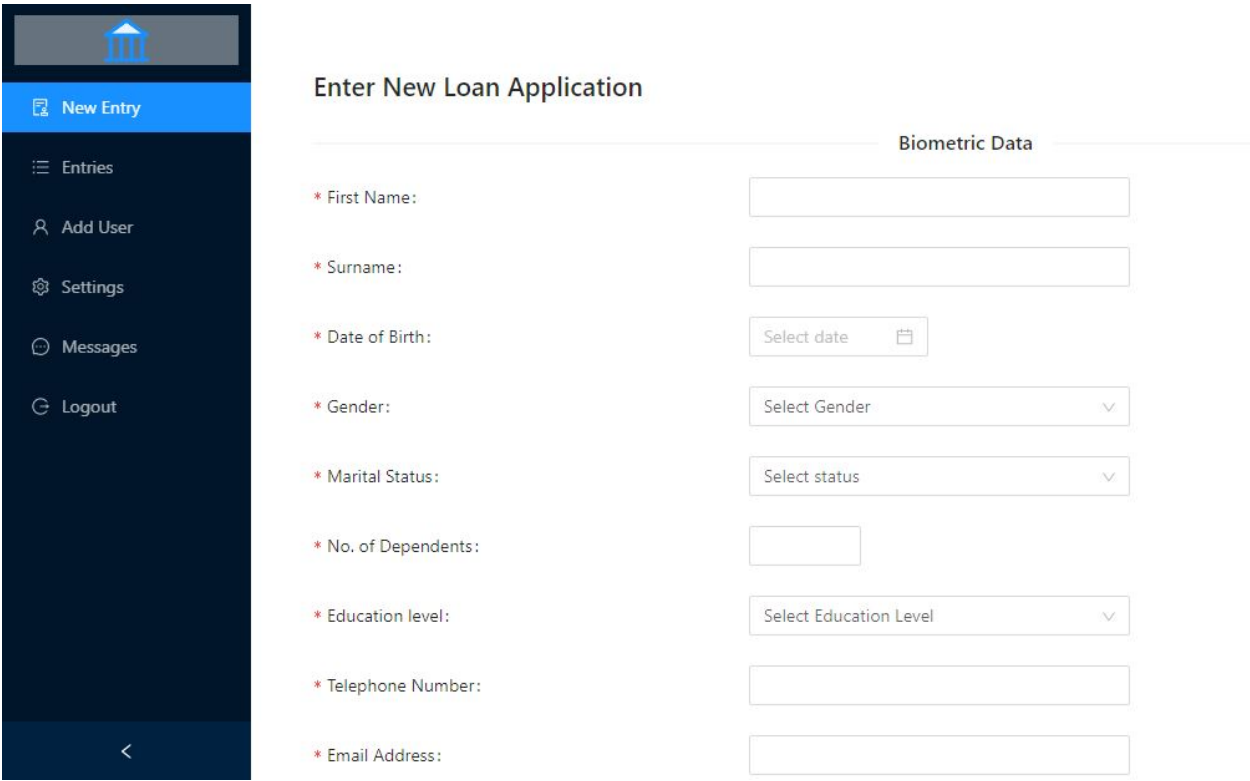 New Entry
Entries
Add User
Settings
Messages
Logout
Enter New Loan Application
Biometric Data
* First Name:
* Surname:
* Date of Birth: Select date
* Gender: Select Gender
* Marital Status: Select status
* No. of Dependents:
* Education level: Select Education Level
* Telephone Number:
* Email Address: